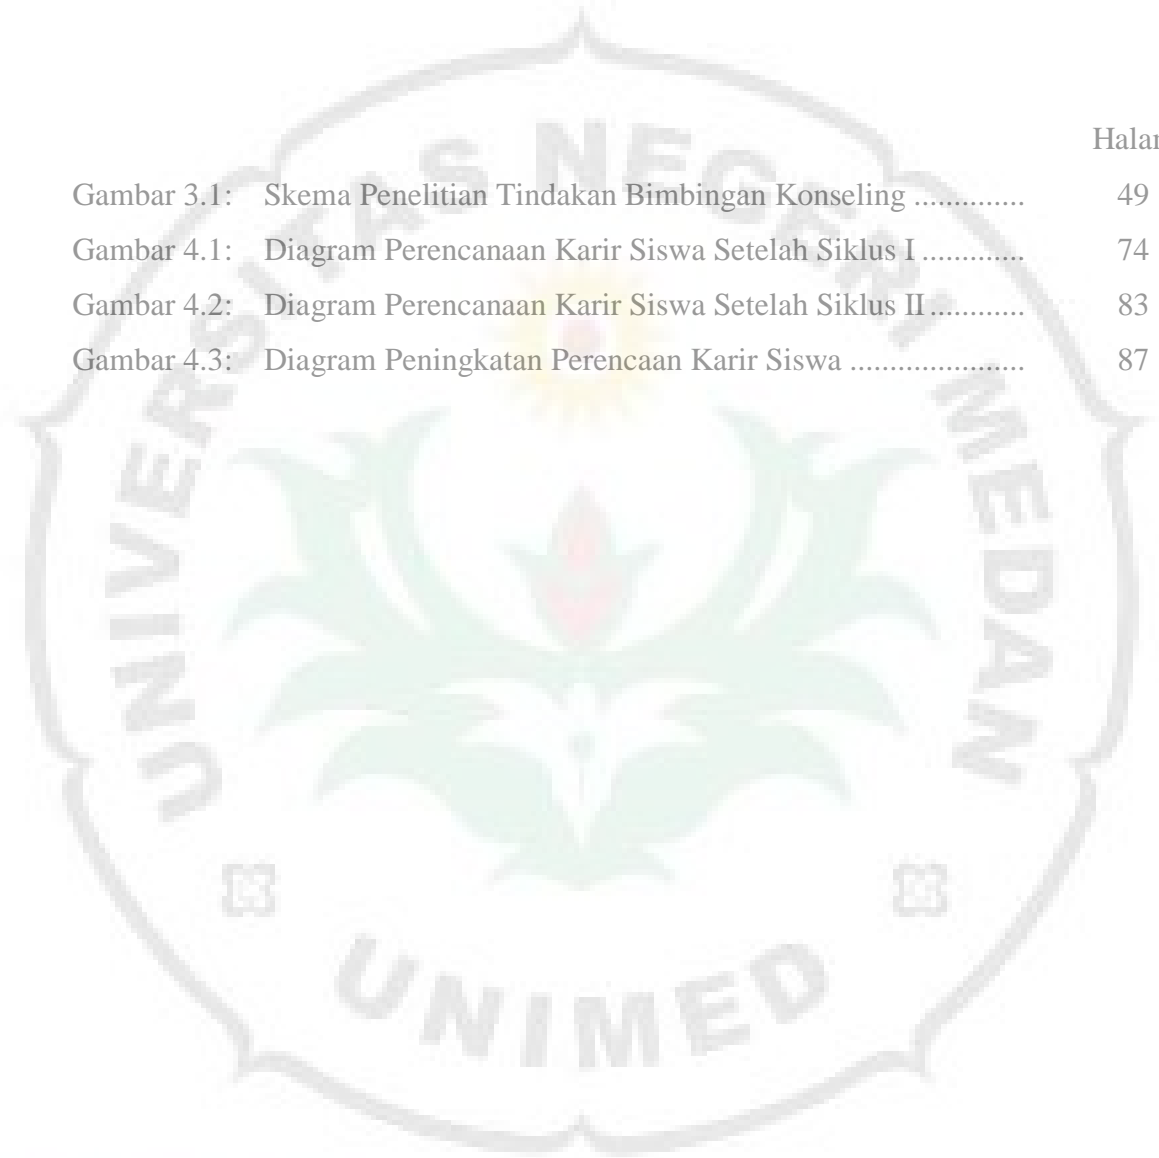 Halar
Gambar 3.1: Skema Penelitian Tindakan Bimbingan Konseling .............. 49
Gambar 4.1: Diagram Perencanaan Karir Siswa Setelah Siklus I ............. 74
Gambar 4.2: Diagram Perencanaan Karir Siswa Setelah Siklus II ............ 83
Gambar 4.3: Diagram Peningkatan Perencaan Karir Siswa ...................... 87
UNIVERSITAS NEGERI MEDAN
UNIMED